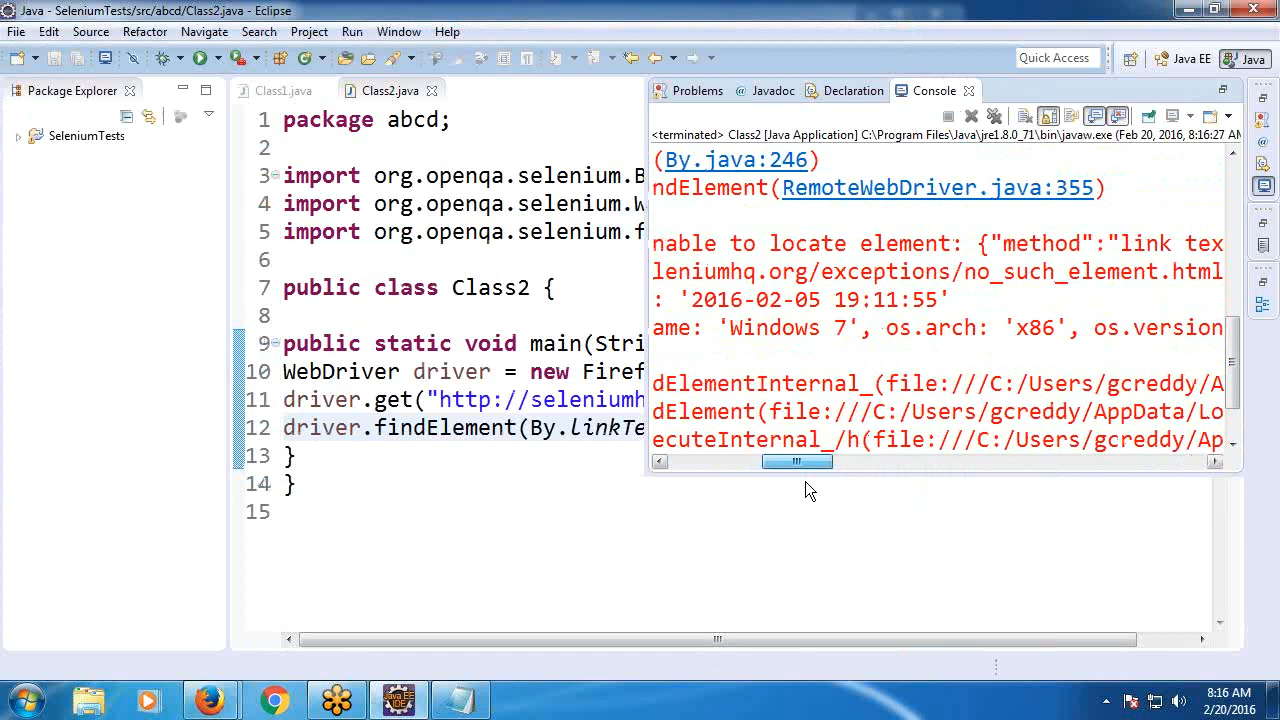 Java - SeleniumTests/src/abcd/Class2.java - Eclipse
File Edit Source Refactor Navigate Search Project Run Window Help
Quick Access Java EE Java
Package Explorer Class1.java Class2.java Problems @ Javadoc Declaration Console
SeleniumTests
<terminated> Class2 [Java Application] C:\Program Files\Java\jre1.8.0_71\bin\javaw.exe (Feb 20, 2016, 8:16:27 AM
1 package abcd;
2
3 import org.openqa.selenium.B
4 import org.openqa.selenium.W
5 import org.openqa.selenium.f
6
7 public class Class2 {
8
9 public static void main(Stri
10 WebDriver driver = new Firef
11 driver.get("http://seleniumh
12 driver.findElement(By.linkTe
13 }
14 }
15
(By.java:246)
ndElement(RemoteWebDriver.java:355)
nable to locate element: {"method":"link tex
leniumhq.org/exceptions/no_such_element.html
: '2016-02-05 19:11:55'
ame: 'Windows 7', os.arch: 'x86', os.version
dElementInternal_(file:///C:/Users/gcreddy/A
dElement(file:///C:/Users/gcreddy/AppData/Lo
ecuteInternal_/h(file:///C:/Users/gcreddy/Ap
Java EE
IDE
8:16 AM
2/20/2016